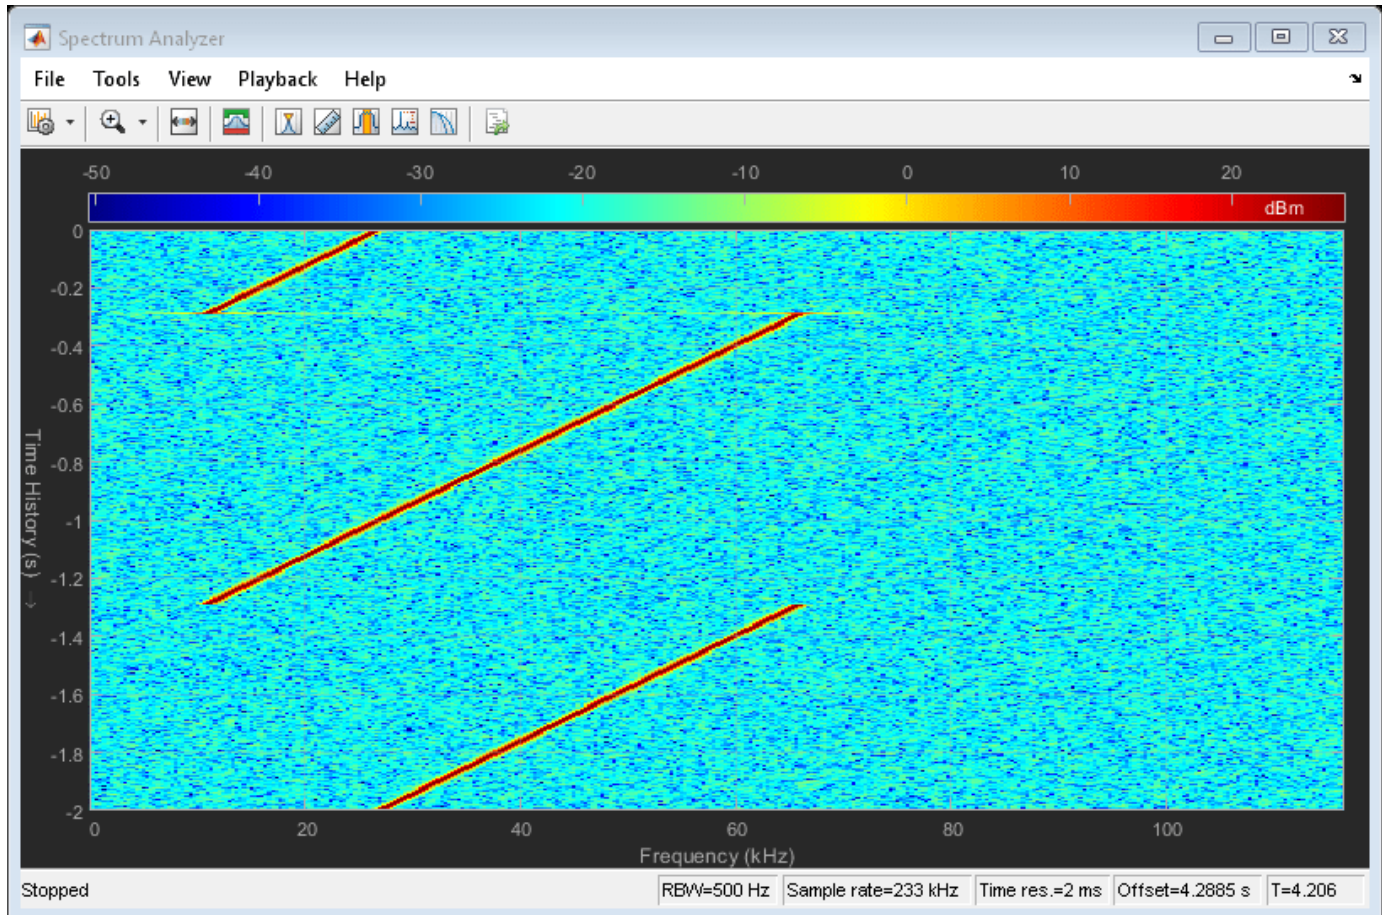 Spectrum Analyzer
File Tools View Playback Help
-50 -40 -30 -20 -10 0 10 20
dBm
0
-0.2
-0.4
-0.6
-0.8
-1
-1.2
-1.4
-1.6
-1.8
-2
Time History (s) →
0 20 40 60 80 100
Frequency (kHz)
Stopped RBW=500 Hz Sample rate=233 kHz Time res.=2 ms Offset=4.2885 s T=4.206